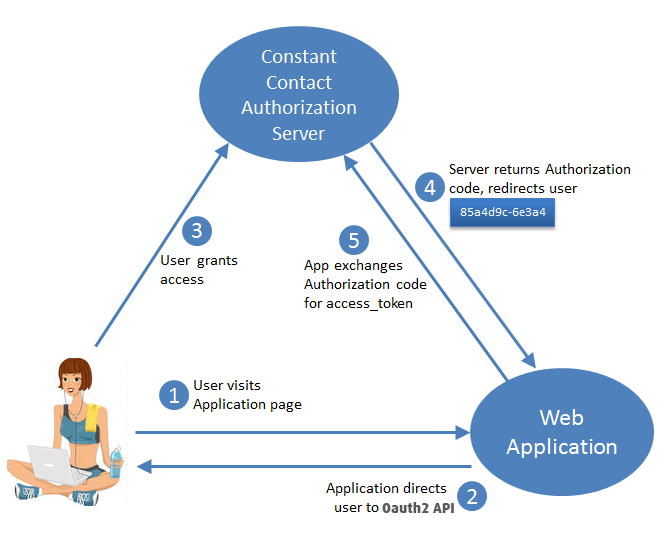 Constant
Contact
Authorization
Server
4
Server returns Authorization
code, redirects user
85a4d9c-6e3a4
3
User grants
access
5
App exchanges
Authorization code
for access_token
1
User visits
Application page
Web
Application
2
Application directs
user to 0auth2 API